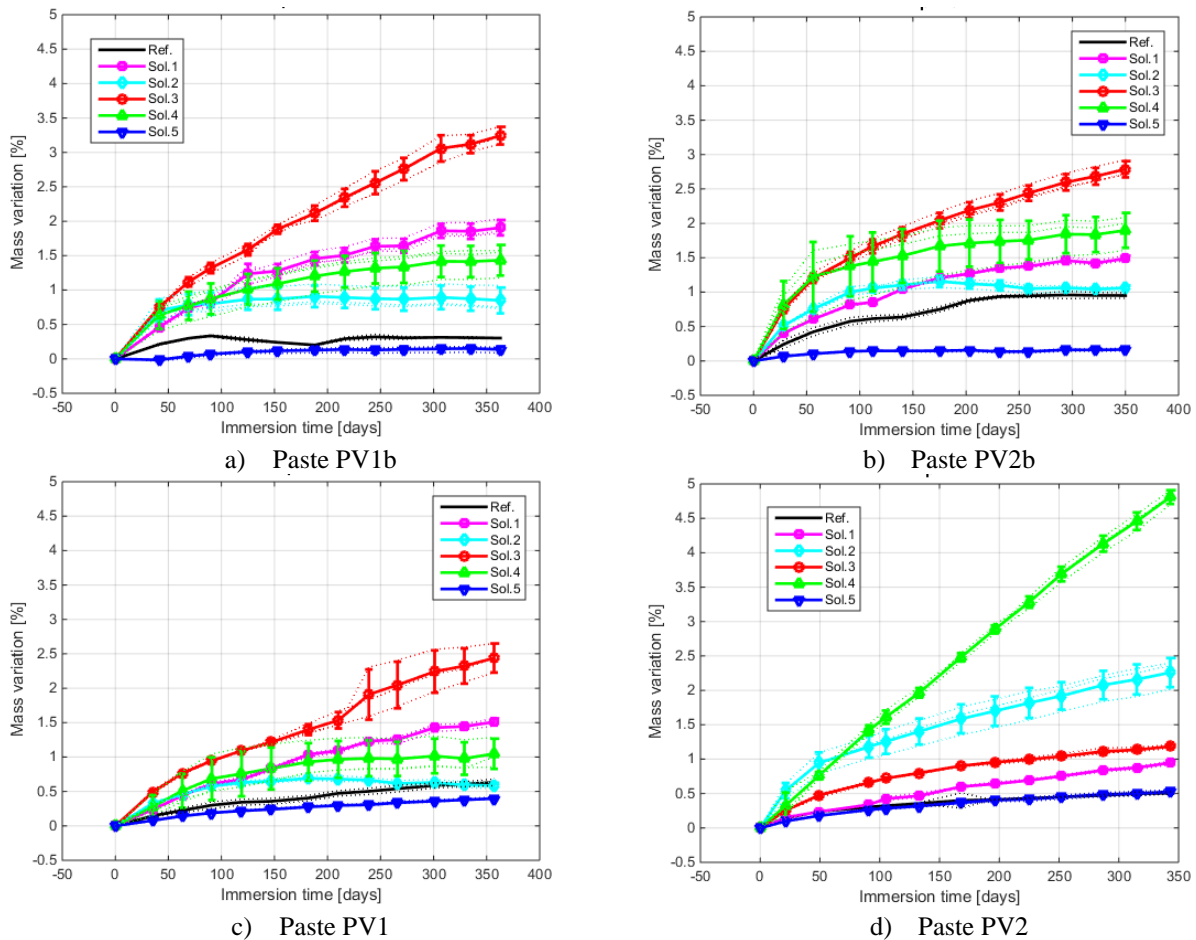 5
4.5
4
3.5
3
2.5
2
1.5
1
0.5
0
-0.5
Mass variation [%]
Ref.
Sol.1
Sol.2
Sol.3
Sol.4
Sol.5
-50 0 50 100 150 200 250 300 350 400
Immersion time [days]
a) Paste PV1b
5
4.5
4
3.5
3
2.5
2
1.5
1
0.5
0
-0.5
Mass variation [%]
Ref.
Sol.1
Sol.2
Sol.3
Sol.4
Sol.5
-50 0 50 100 150 200 250 300 350 400
Immersion time [days]
b) Paste PV2b
5
4.5
4
3.5
3
2.5
2
1.5
1
0.5
0
-0.5
Mass variation [%]
Ref.
Sol.1
Sol.2
Sol.3
Sol.4
Sol.5
-50 0 50 100 150 200 250 300 350 400
Immersion time [days]
c) Paste PV1
5
4.5
4
3.5
3
2.5
2
1.5
1
0.5
0
-0.5
Mass variation [%]
Ref.
Sol.1
Sol.2
Sol.3
Sol.4
Sol.5
-50 0 50 100 150 200 250 300 350
Immersion time [days]
d) Paste PV2